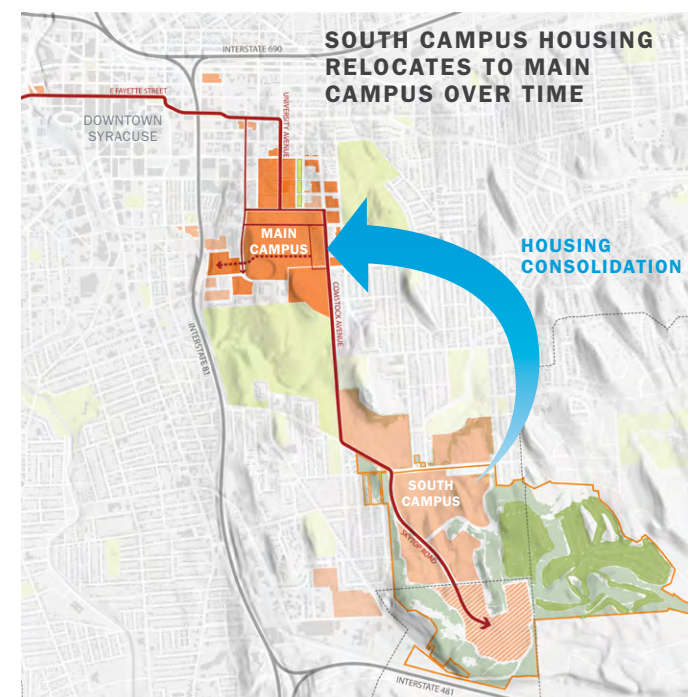 SOUTH CAMPUS HOUSING
RELOCATES TO MAIN
CAMPUS OVER TIME
INTERSTATE 690
E FAYETTE STREET
UNIVERSITY AVENUE
DOWNTOWN
SYRACUSE
MAIN
CAMPUS
HOUSING
CONSOLIDATION
COMSTOCK AVENUE
INTERSTATE 81
SOUTH
CAMPUS
SKYTOP ROAD
INTERSTATE 481